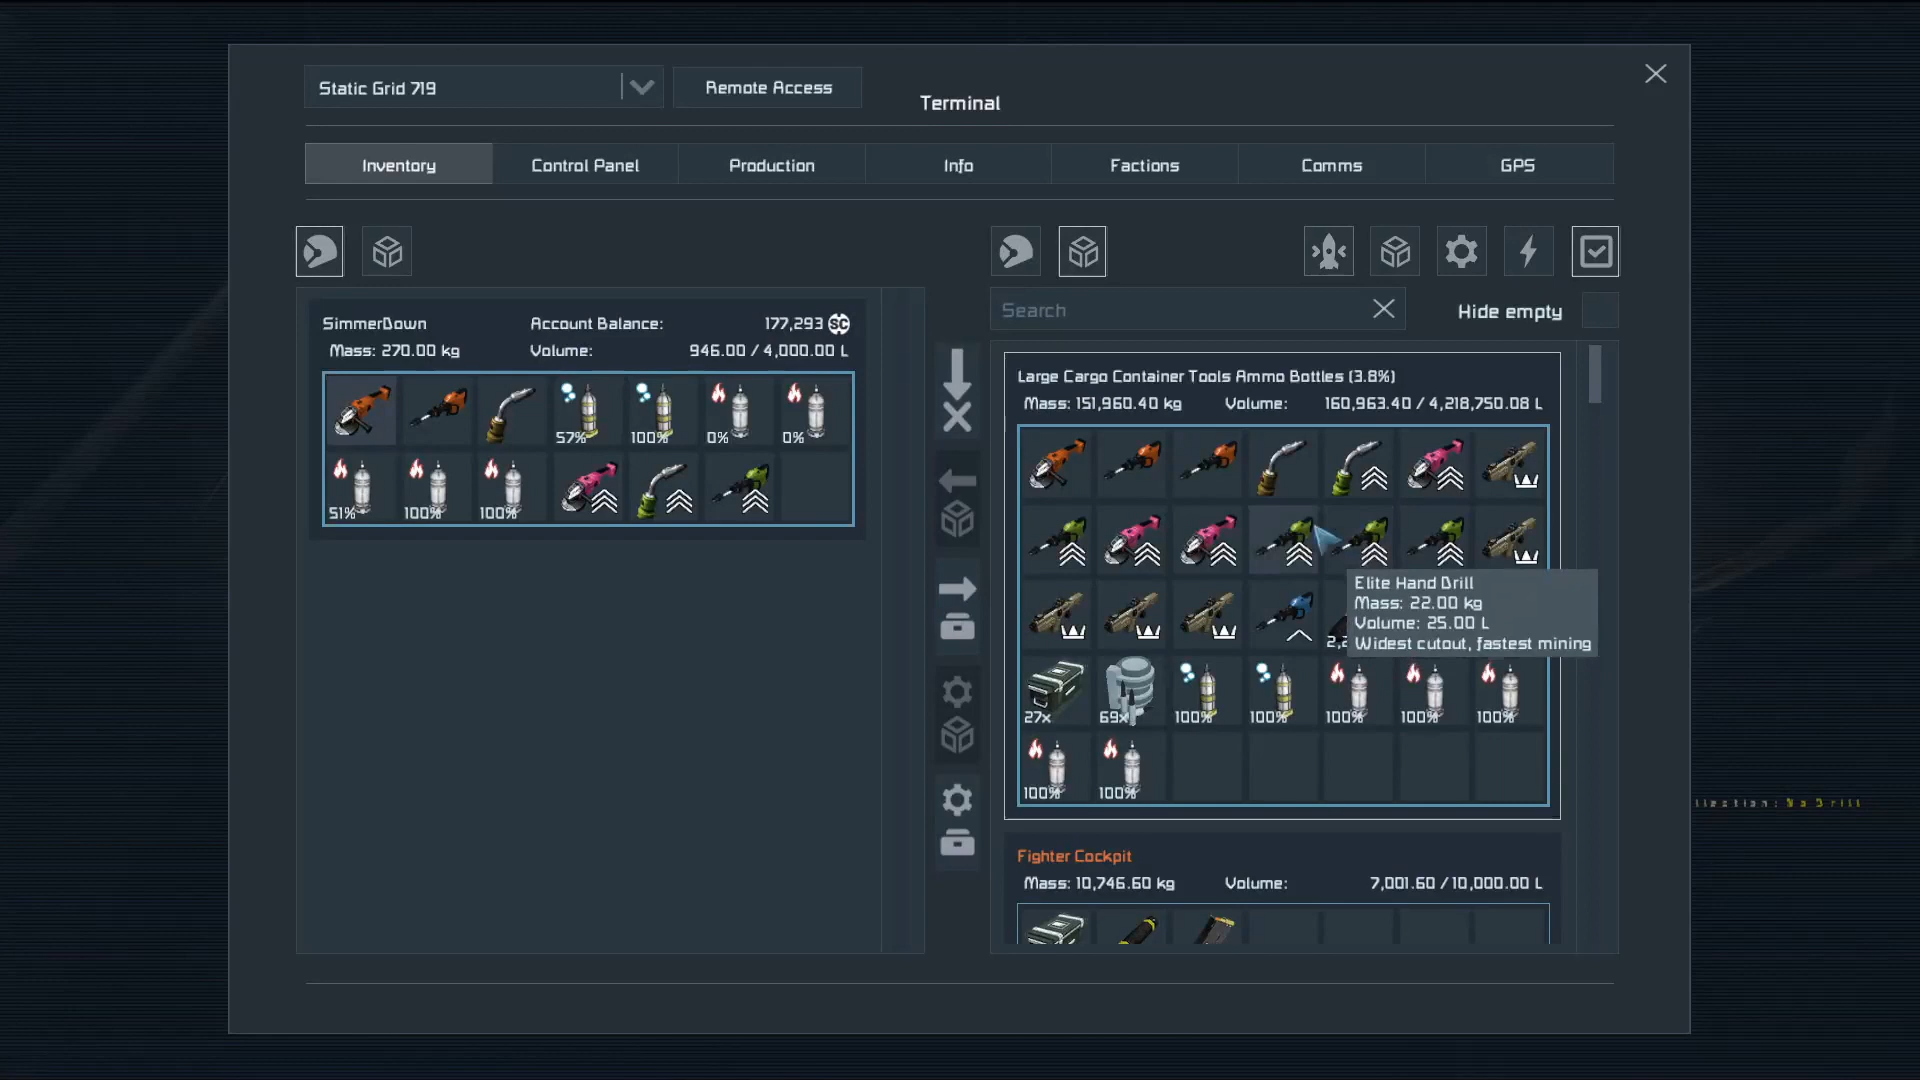 Static Grid 719
Remote Access
Terminal
Inventory
Control Panel
Production
Info
Factions
Comms
GPS
Search
Hide empty
SimmerDown
Account Balance:
177,293 SC
Mass: 270.00 kg
Volume:
946.00 / 4,000.00 L
57%
100%
0%
0%
51%
100%
100%
Large Cargo Container Tools Ammo Bottles (3.8%)
Mass: 151,960.40 kg
Volume:
160,963.40 / 4,218,750.08 L
Elite Hand Drill
Mass: 22.00 kg
Volume: 25.00 L
Widest cutout, fastest mining
27x
69x
100%
100%
100%
100%
100%
100%
100%
Fighter Cockpit
Mass: 10,746.60 kg
Volume:
7,001.60 / 10,000.00 L
No Drill